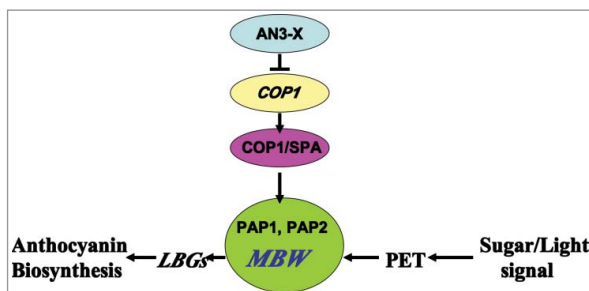 AN3-X
COP1
COP1/SPA
PAP1, PAP2
MBW
Anthocyanin
Biosynthesis
LBGs
PET
Sugar/Light
signal